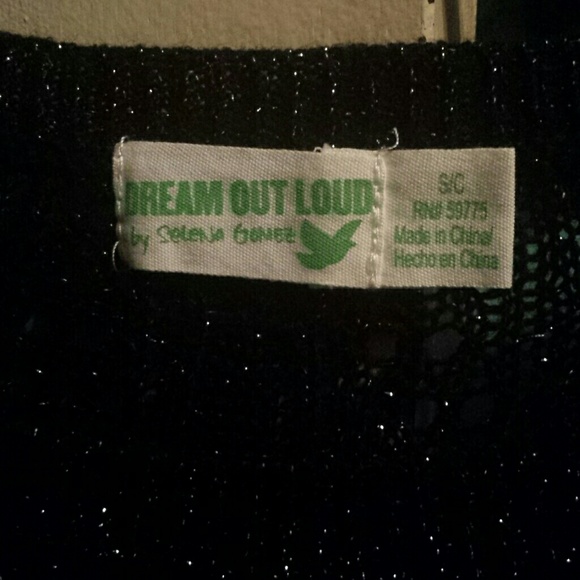 DREAM OUT LOUD
by SELENA GOMEZ
S/C
RN# 59775
Made in China/
Hecho en China